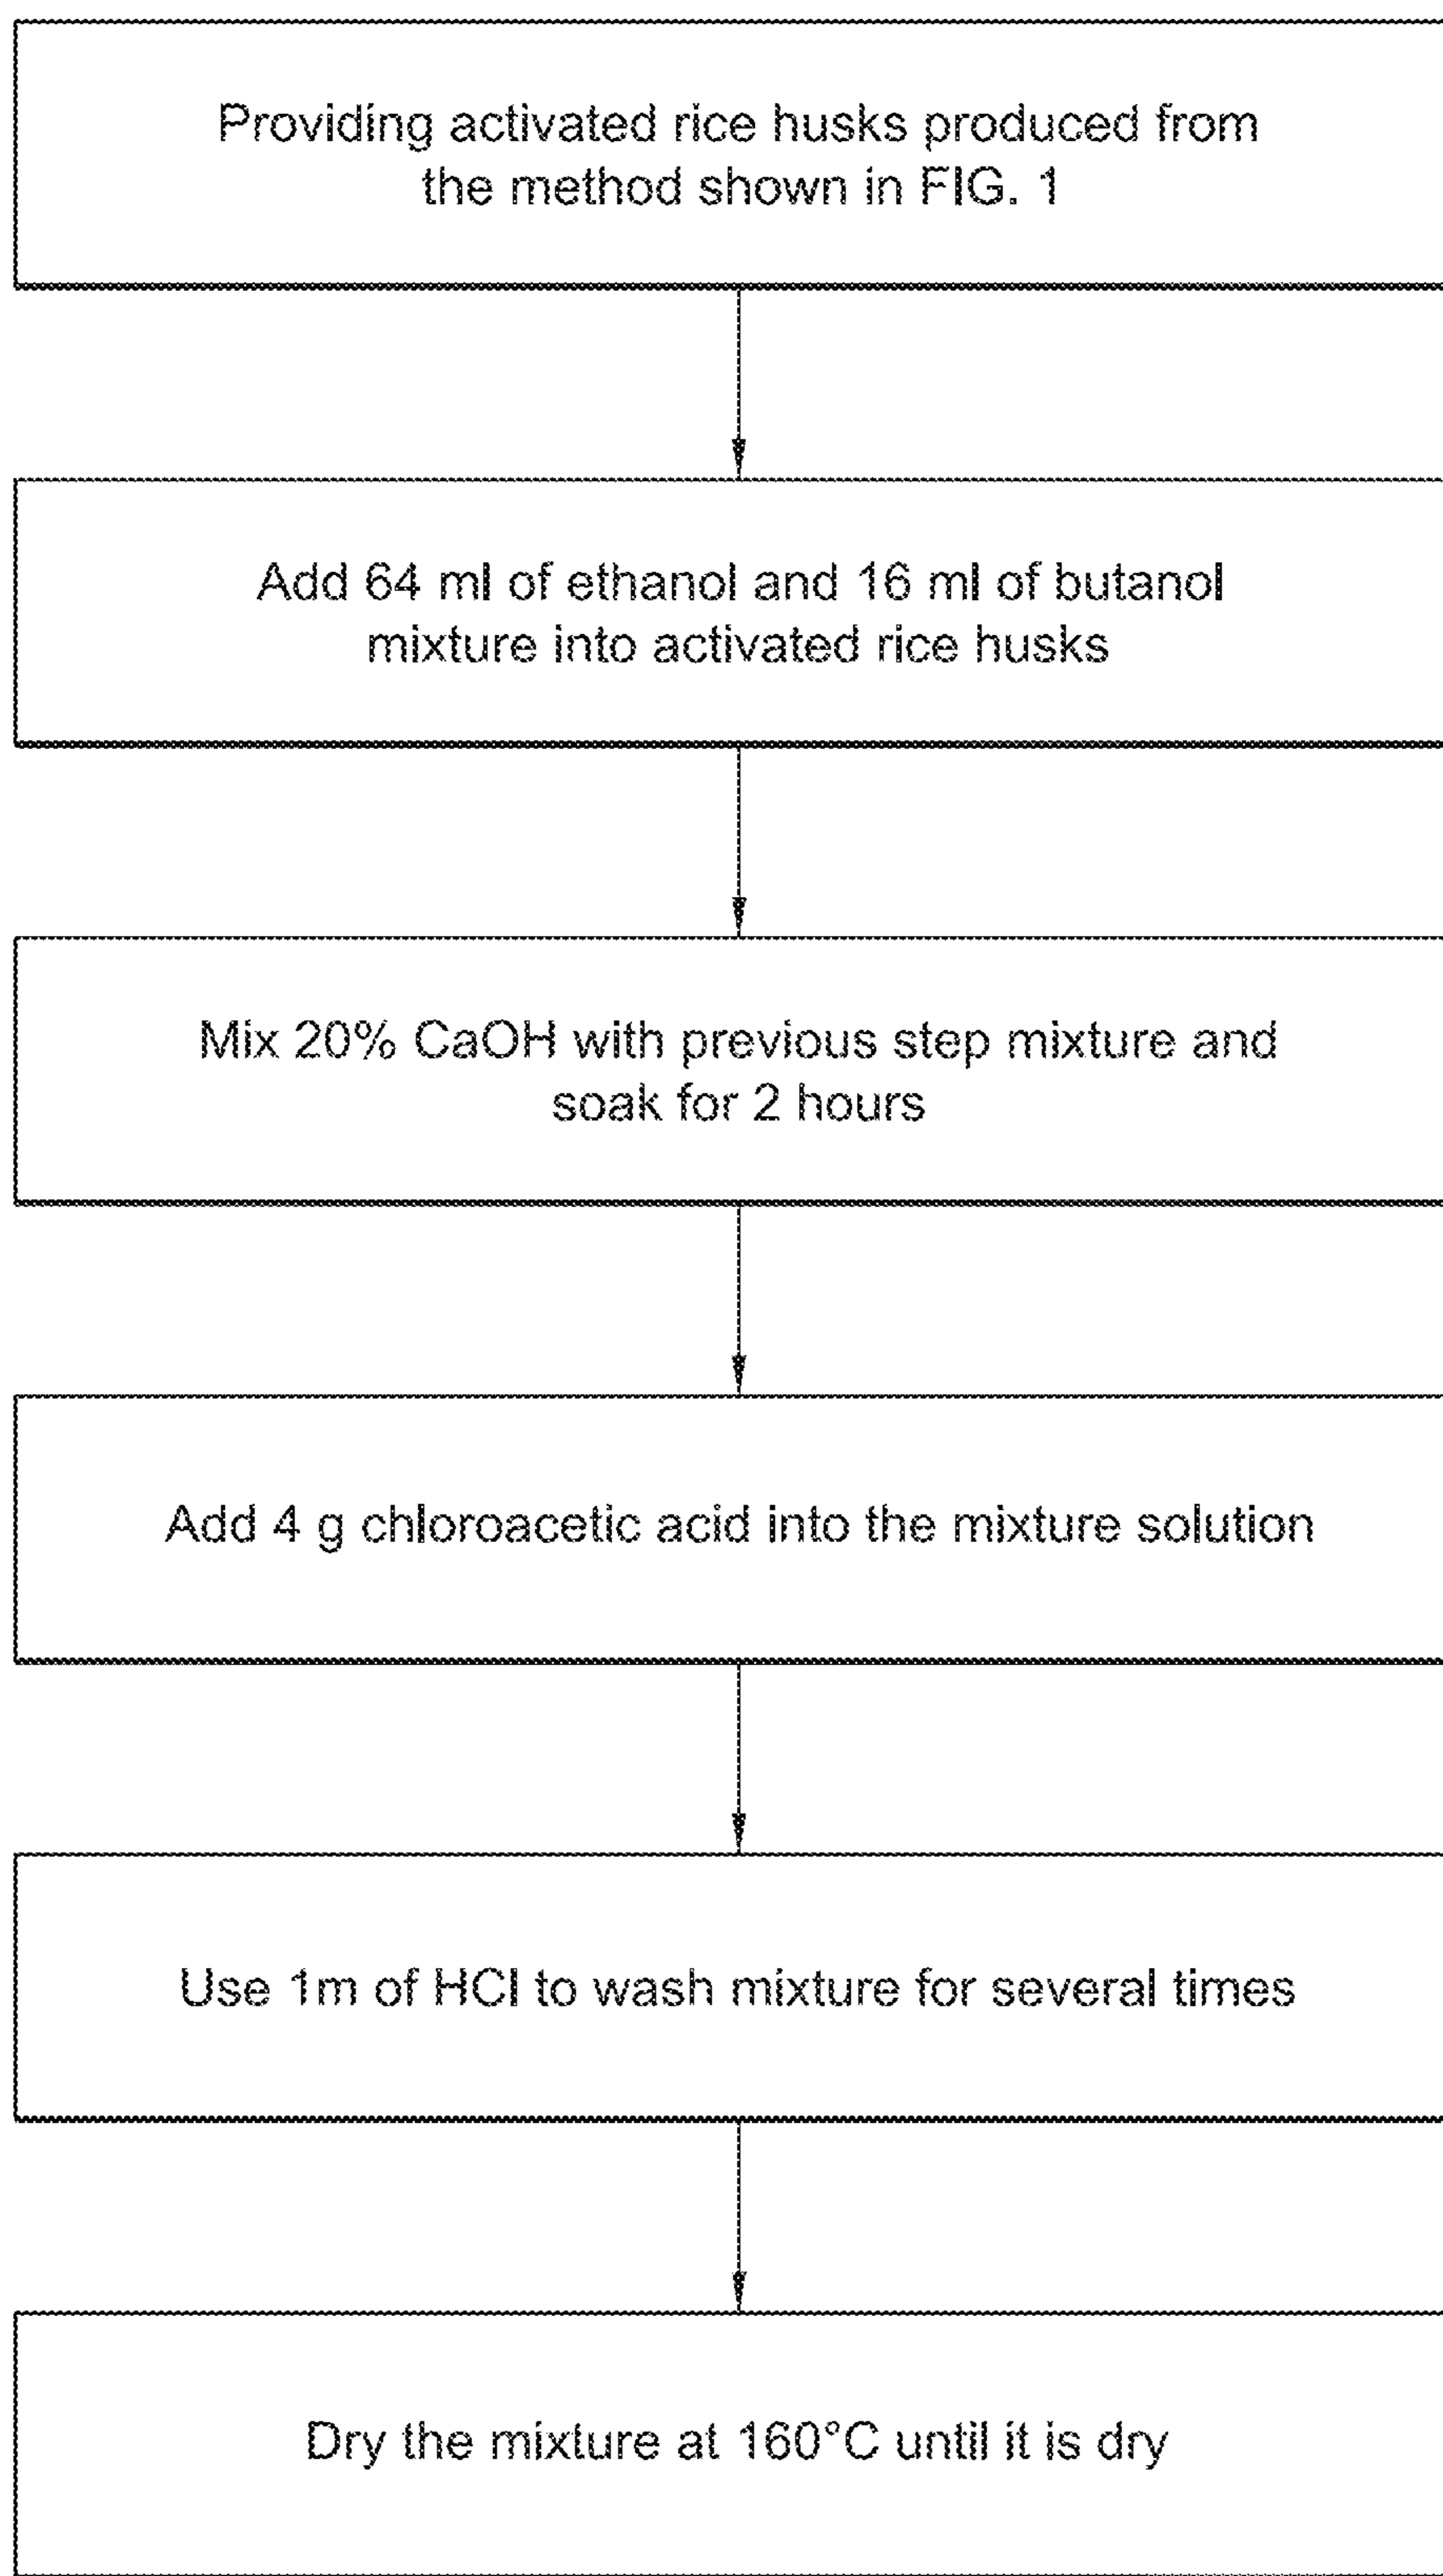 Providing activated rice husks produced from
the method shown in FIG. 1
Add 64 ml of ethanol and 16 ml of butanol
mixture into activated rice husks
Mix 20% CaOH with previous step mixture and
soak for 2 hours
Add 4 g chloroacetic acid into the mixture solution
Use 1m of HCl to wash mixture for several times
Dry the mixture at 160°C until it is dry